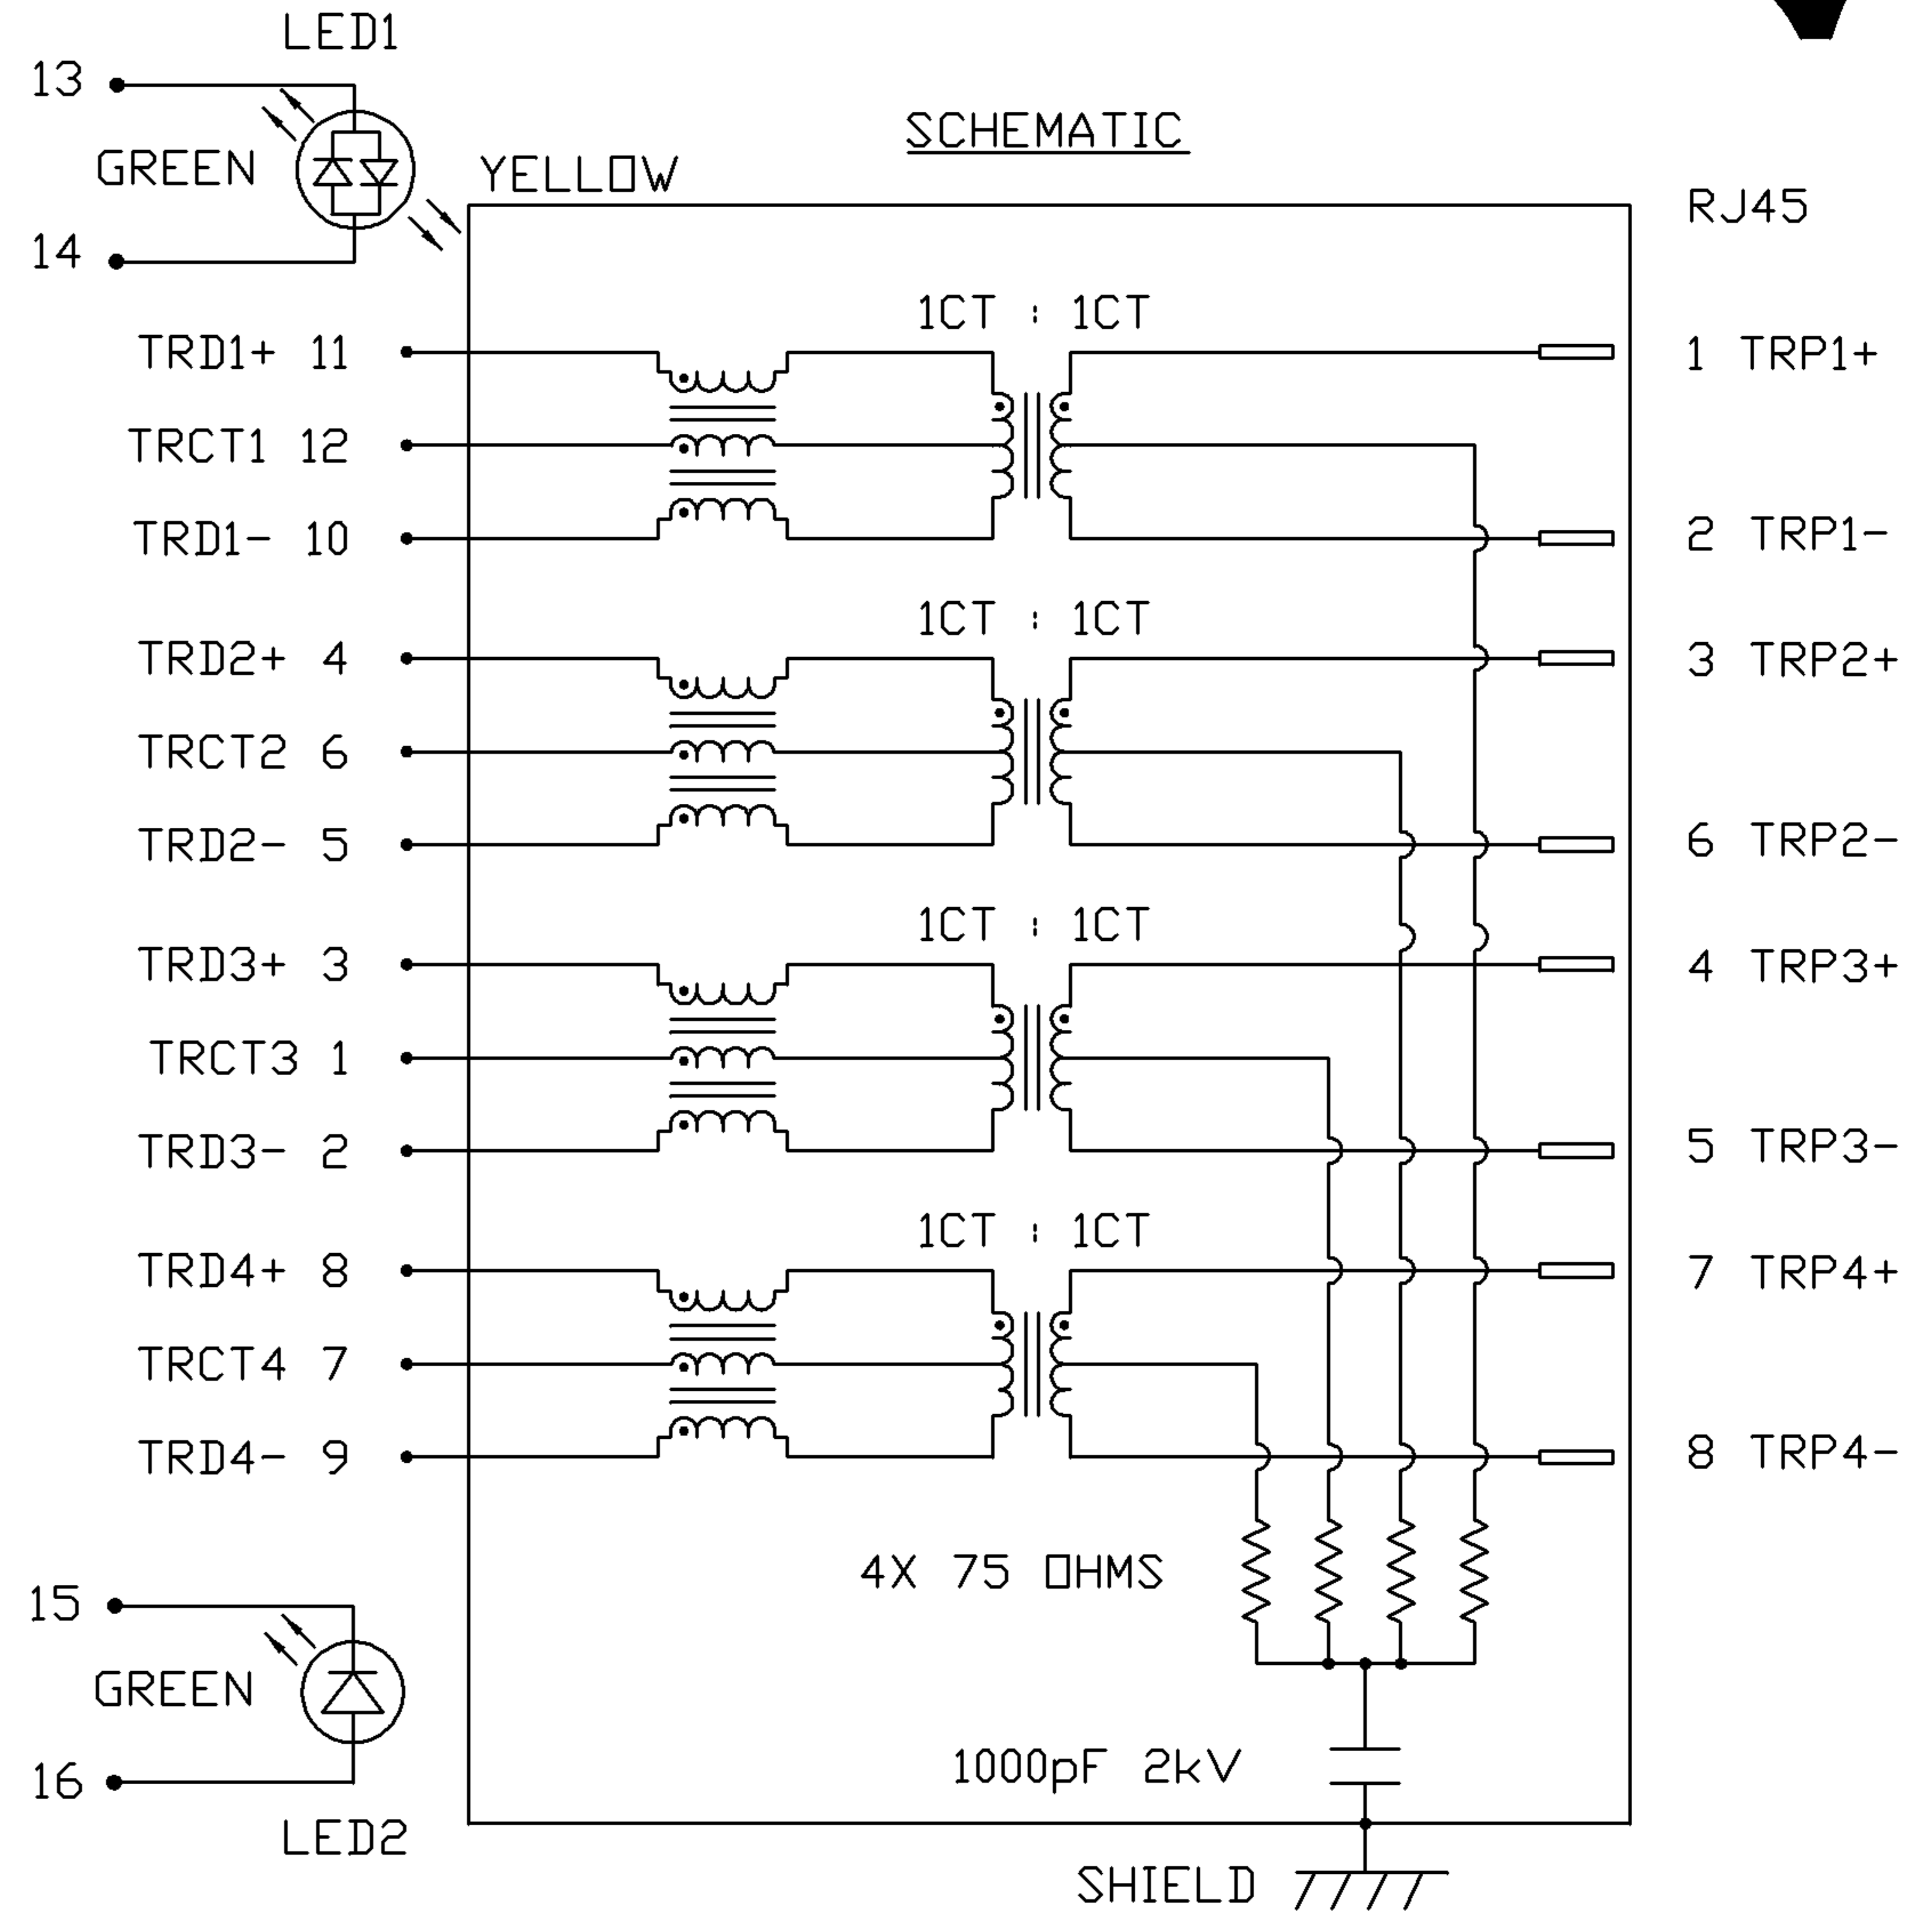 LED1
13
SCHEMATIC
GREEN
YELLOW
RJ45
14
1CT : 1CT
TRD1+ 11
1 TRP1+
TRCT1 12
TRD1- 10
2 TRP1-
1CT : 1CT
TRD2+ 4
3 TRP2+
TRCT2 6
TRD2- 5
6 TRP2-
1CT : 1CT
TRD3+ 3
4 TRP3+
TRCT3 1
TRD3- 2
5 TRP3-
1CT : 1CT
TRD4+ 8
7 TRP4+
TRCT4 7
TRD4- 9
8 TRP4-
4X 75 OHMS
15
GREEN
1000pF 2kV
16
LED2
SHIELD